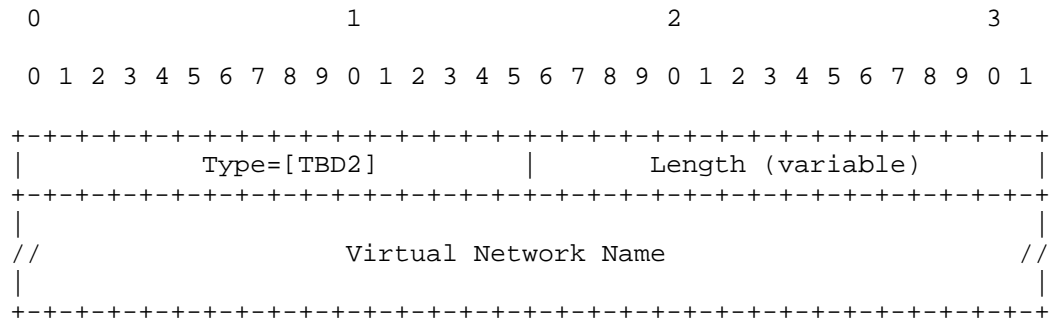 0                   1                   2                   3
0 1 2 3 4 5 6 7 8 9 0 1 2 3 4 5 6 7 8 9 0 1 2 3 4 5 6 7 8 9 0 1
+-+-+-+-+-+-+-+-+-+-+-+-+-+-+-+-+-+-+-+-+-+-+-+-+-+-+-+-+-+-+-+-+
|           Type=[TBD2]         |       Length (variable)       |
+-+-+-+-+-+-+-+-+-+-+-+-+-+-+-+-+-+-+-+-+-+-+-+-+-+-+-+-+-+-+-+-+
|                                                               |
//                   Virtual Network Name                      //
|                                                               |
+-+-+-+-+-+-+-+-+-+-+-+-+-+-+-+-+-+-+-+-+-+-+-+-+-+-+-+-+-+-+-+-+